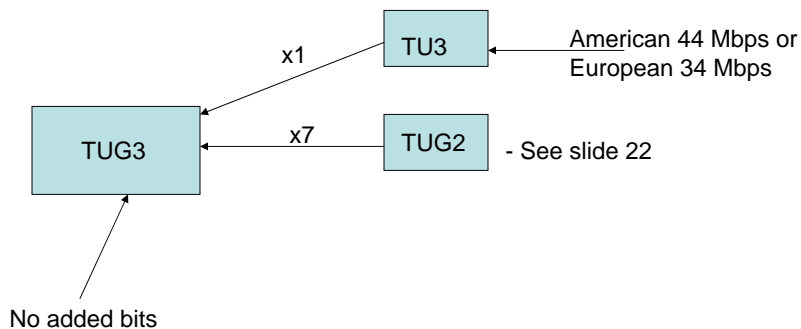 x1
TU3
American 44 Mbps or
European 34 Mbps
TUG3
x7
TUG2
- See slide 22
No added bits